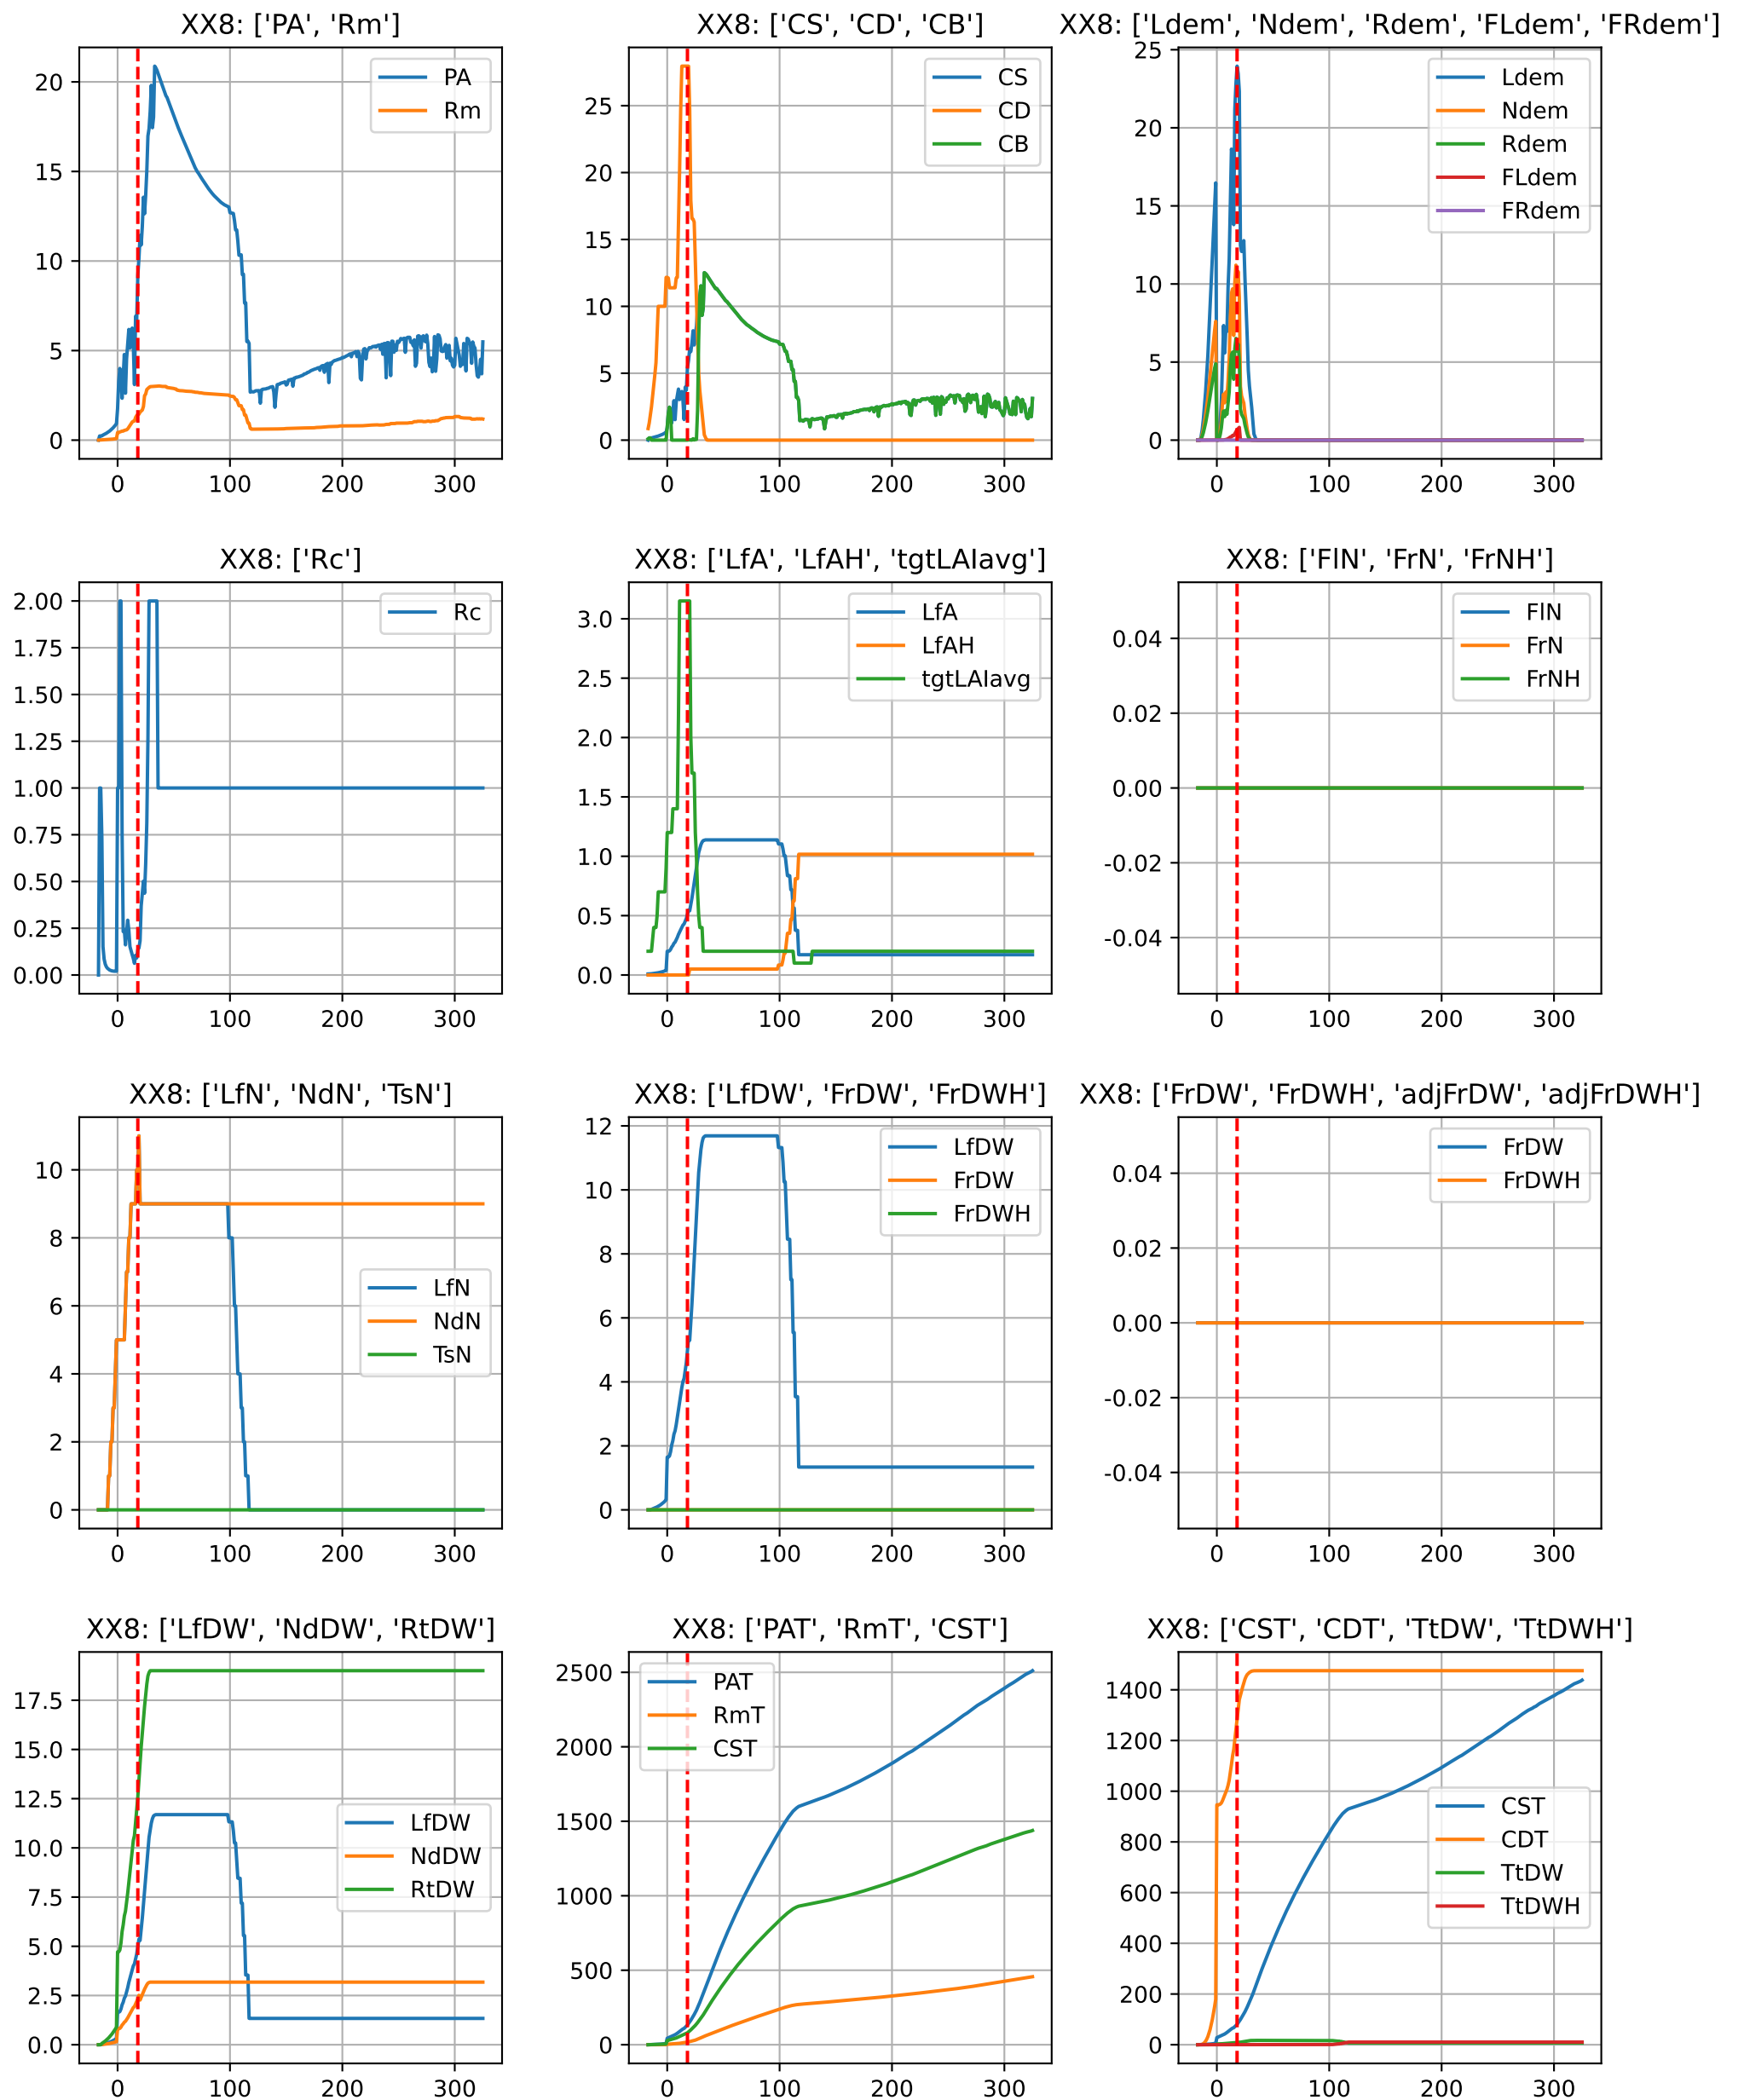 XX8: ['PA', 'Rm']
20
15
10
5
0
0 100 200 300
PA
Rm
XX8: ['CS', 'CD', 'CB']
25
20
15
10
5
0
0 100 200 300
CS
CD
CB
XX8: ['Ldem', 'Ndem', 'Rdem', 'FLdem', 'FRdem']
25
20
15
10
5
0
0 100 200 300
Ldem
Ndem
Rdem
FLdem
FRdem
XX8: ['Rc']
2.00
1.75
1.50
1.25
1.00
0.75
0.50
0.25
0.00
0 100 200 300
Rc
XX8: ['LfA', 'LfAH', 'tgtLAIavg']
3.0
2.5
2.0
1.5
1.0
0.5
0.0
0 100 200 300
LfA
LfAH
tgtLAIavg
XX8: ['FlN', 'FrN', 'FrNH']
0.04
0.02
0.00
-0.02
-0.04
0 100 200 300
FlN
FrN
FrNH
XX8: ['LfN', 'NdN', 'TsN']
10
8
6
4
2
0
0 100 200 300
LfN
NdN
TsN
XX8: ['LfDW', 'FrDW', 'FrDWH']
12
10
8
6
4
2
0
0 100 200 300
LfDW
FrDW
FrDWH
XX8: ['FrDW', 'FrDWH', 'adjFrDW', 'adjFrDWH']
0.04
0.02
0.00
-0.02
-0.04
0 100 200 300
FrDW
FrDWH
XX8: ['LfDW', 'NdDW', 'RtDW']
17.5
15.0
12.5
10.0
7.5
5.0
2.5
0.0
0 100 200 300
LfDW
NdDW
RtDW
XX8: ['PAT', 'RmT', 'CST']
2500
2000
1500
1000
500
0
0 100 200 300
PAT
RmT
CST
XX8: ['CST', 'CDT', 'TtDW', 'TtDWH']
1400
1200
1000
800
600
400
200
0
0 100 200 300
CST
CDT
TtDW
TtDWH